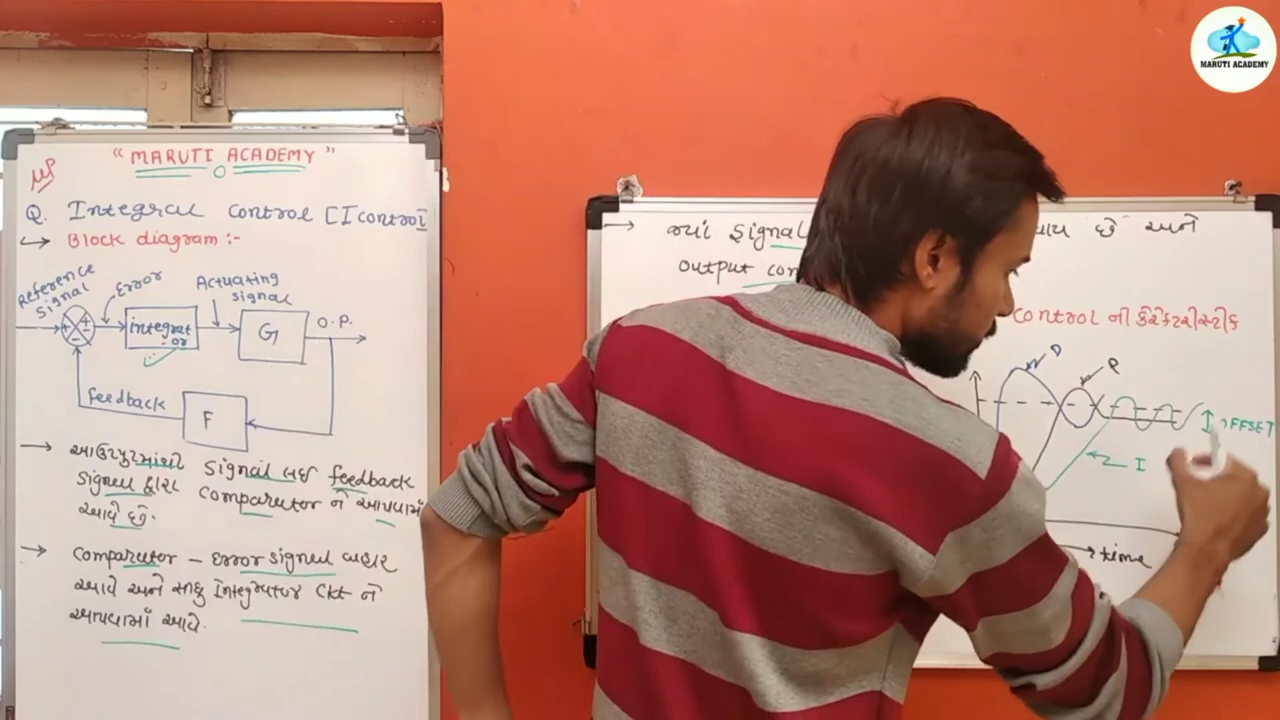 MARUTI ACADEMY
" MARUTI ACADEMY "
Q. Integral control [I control]
↳ Block diagram :-
Reference signal
Error
Actuating signal
integrator
G
O.P.
feedback
F
→ આઉટપુટમાંથી signal લઈ feedback
signal દ્વારા comparator ને આપવામાં
આવે છે.
→ comparator – Error signal બહાર
આવે અને આ Integrator ckt ને
આપવામાં આવે.
→ જ્યાં signal
થાય છે અને
output con
control ની કેરેક્ટરીસ્ટીક
D
P
OFFSET
I
→ time